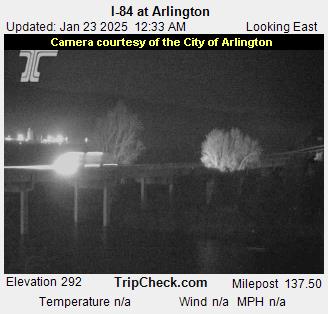 I-84 at Arlington
Updated: Jan 23 2025 12:33 AM Looking East
Camera courtesy of the City of Arlington
Elevation 292 TripCheck.com Milepost 137.50
Temperature n/a Wind n/a MPH n/a